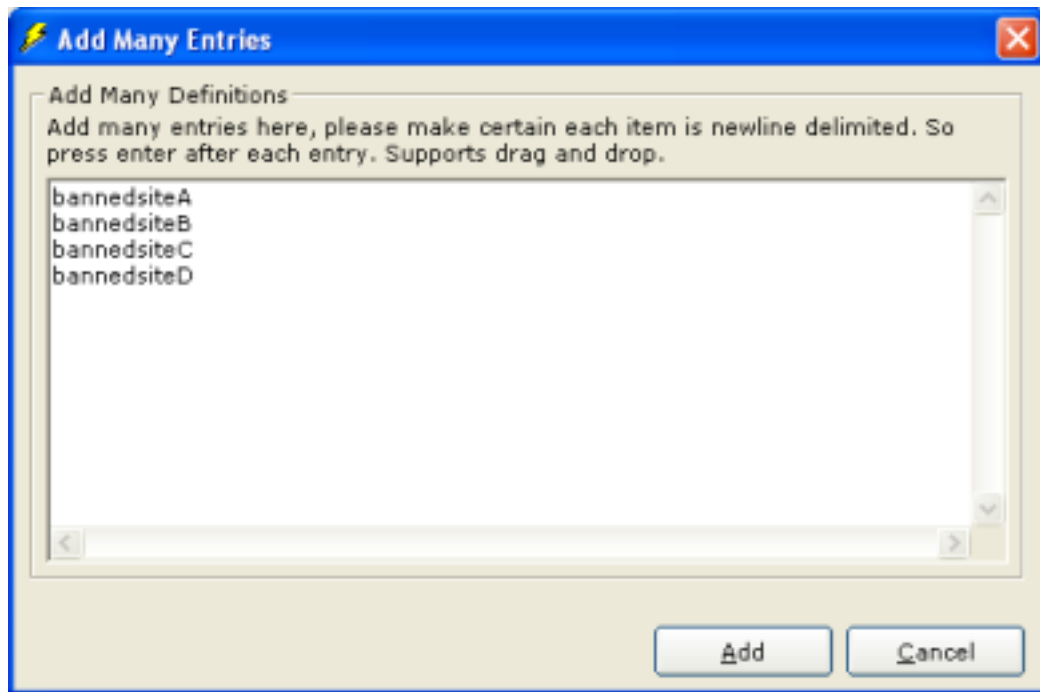 Add Many Entries
Add Many Definitions
Add many entries here, please make certain each item is newline delimited. So
press enter after each entry. Supports drag and drop.
bannedsiteA
bannedsiteB
bannedsiteC
bannedsiteD
Add
Cancel